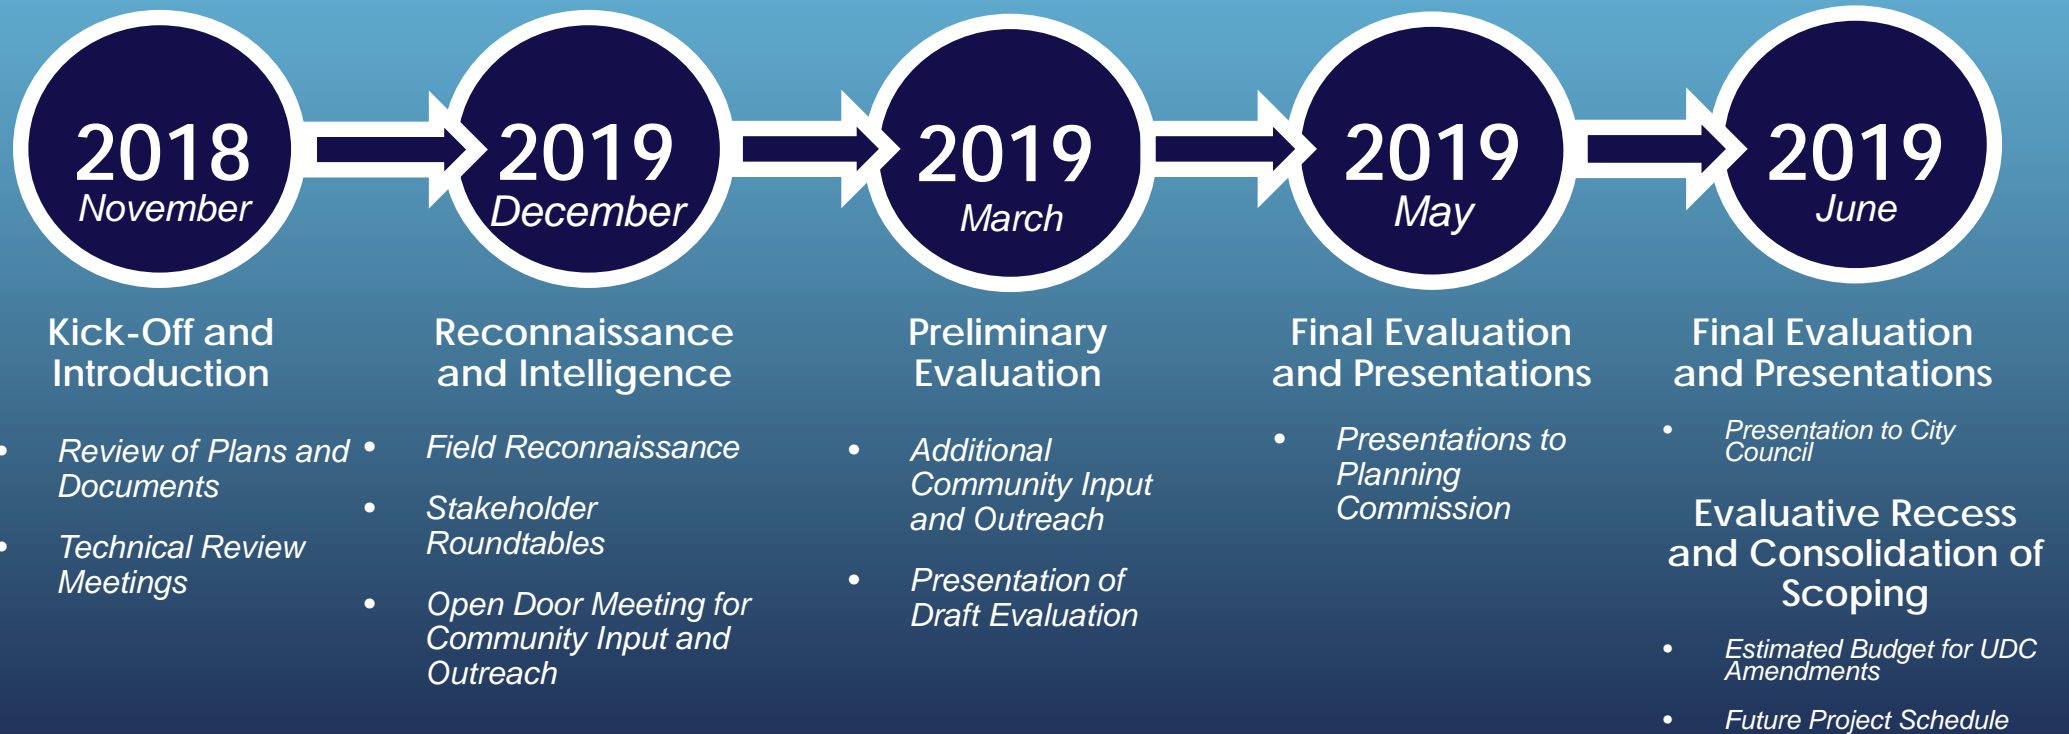 2018
November
Kick-Off and
Introduction
• Review of Plans and
Documents
• Technical Review
Meetings
2019
December
Reconnaissance
and Intelligence
• Field Reconnaissance
• Stakeholder
Roundtables
• Open Door Meeting for
Community Input and
Outreach
2019
March
Preliminary
Evaluation
• Additional
Community Input
and Outreach
• Presentation of
Draft Evaluation
2019
May
Final Evaluation
and Presentations
• Presentations to
Planning
Commission
2019
June
Final Evaluation
and Presentations
• Presentation to City
Council
Evaluative Recess
and Consolidation of
Scoping
• Estimated Budget for UDC
Amendments
• Future Project Schedule